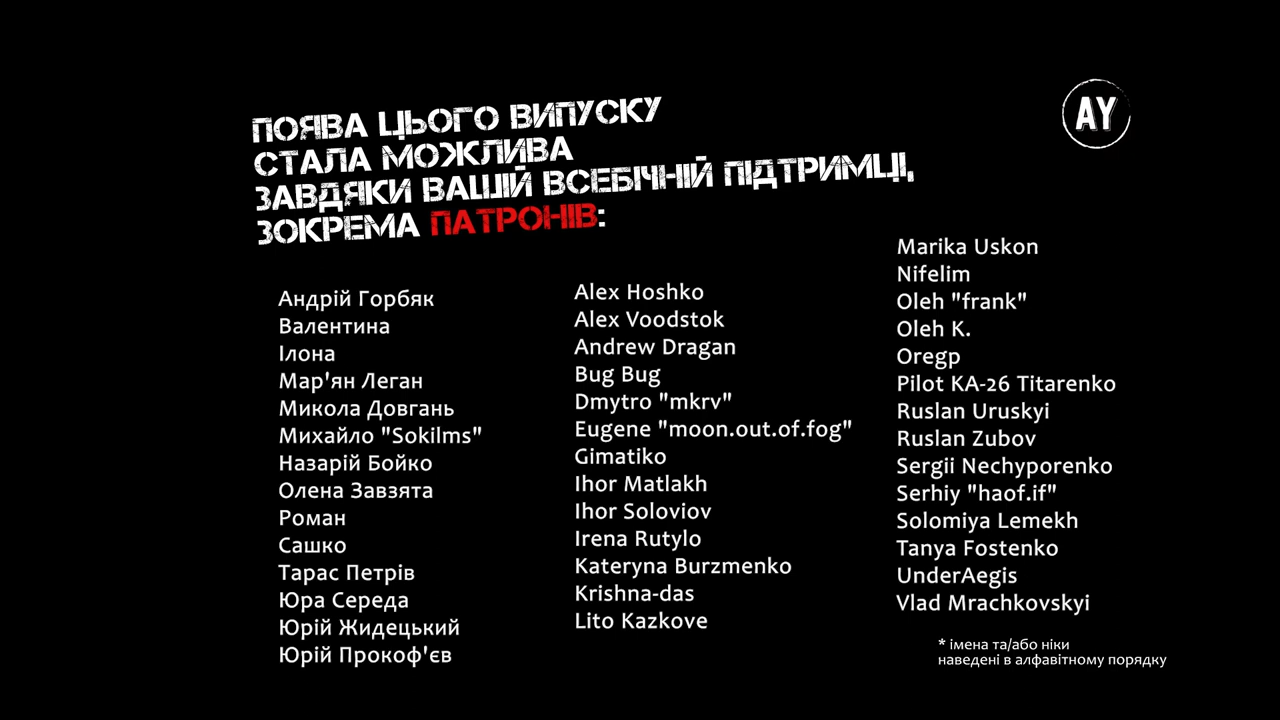 ПОЯВА ЦЬОГО ВИПУСКУ
СТАЛА МОЖЛИВА
ЗАВДЯКИ ВАШІЙ ВСЕБІЧНІЙ ПІДТРИМЦІ,
ЗОКРЕМА ПАТРОНІВ:
АУ
Андрій Горбяк
Валентина
Ілона
Мар'ян Леган
Микола Довгань
Михайло "Sokilms"
Назарій Бойко
Олена Завзята
Роман
Сашко
Тарас Петрів
Юра Середа
Юрій Жидецький
Юрій Прокоф'єв
Alex Hoshko
Alex Voodstok
Andrew Dragan
Bug Bug
Dmytro "mkrv"
Eugene "moon.out.of.fog"
Gimatiko
Ihor Matlakh
Ihor Soloviov
Irena Rutylo
Kateryna Burzmenko
Krishna-das
Lito Kazkove
Marika Uskon
Nifelim
Oleh "frank"
Oleh K.
Oregp
Pilot KA-26 Titarenko
Ruslan Uruskyi
Ruslan Zubov
Sergii Nechyporenko
Serhiy "haof.if"
Solomiya Lemekh
Tanya Fostenko
UnderAegis
Vlad Mrachkovskyi
* імена та/або ніки
наведені в алфавітному порядку